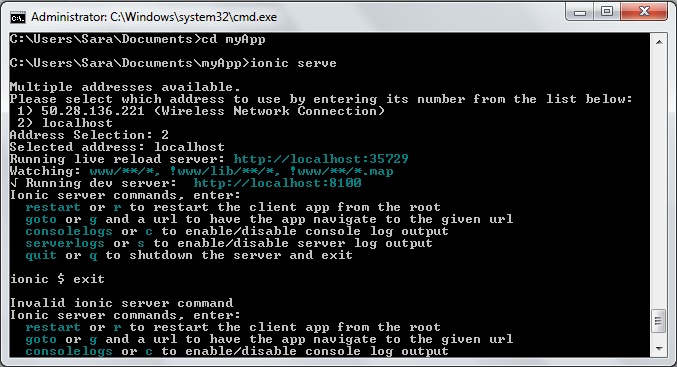 Administrator: C:\Windows\system32\cmd.exe
C:\Users\Sara\Documents>cd myApp
C:\Users\Sara\Documents\myApp>ionic serve
Multiple addresses available.
Please select which address to use by entering its number from the list below:
1) 50.28.136.221 (Wireless Network Connection)
2) localhost
Address Selection: 2
Selected address: localhost
Running live reload server: http://localhost:35729
Watching: www/**/*, !www/lib/**/*, !www/**/*.map
√ Running dev server:  http://localhost:8100
Ionic server commands, enter:
restart or r to restart the client app from the root
goto or g and a url to have the app navigate to the given url
consolelogs or c to enable/disable console log output
serverlogs or s to enable/disable server log output
quit or q to shutdown the server and exit
ionic $ exit
Invalid ionic server command
Ionic server commands, enter:
restart or r to restart the client app from the root
goto or g and a url to have the app navigate to the given url
consolelogs or c to enable/disable console log output